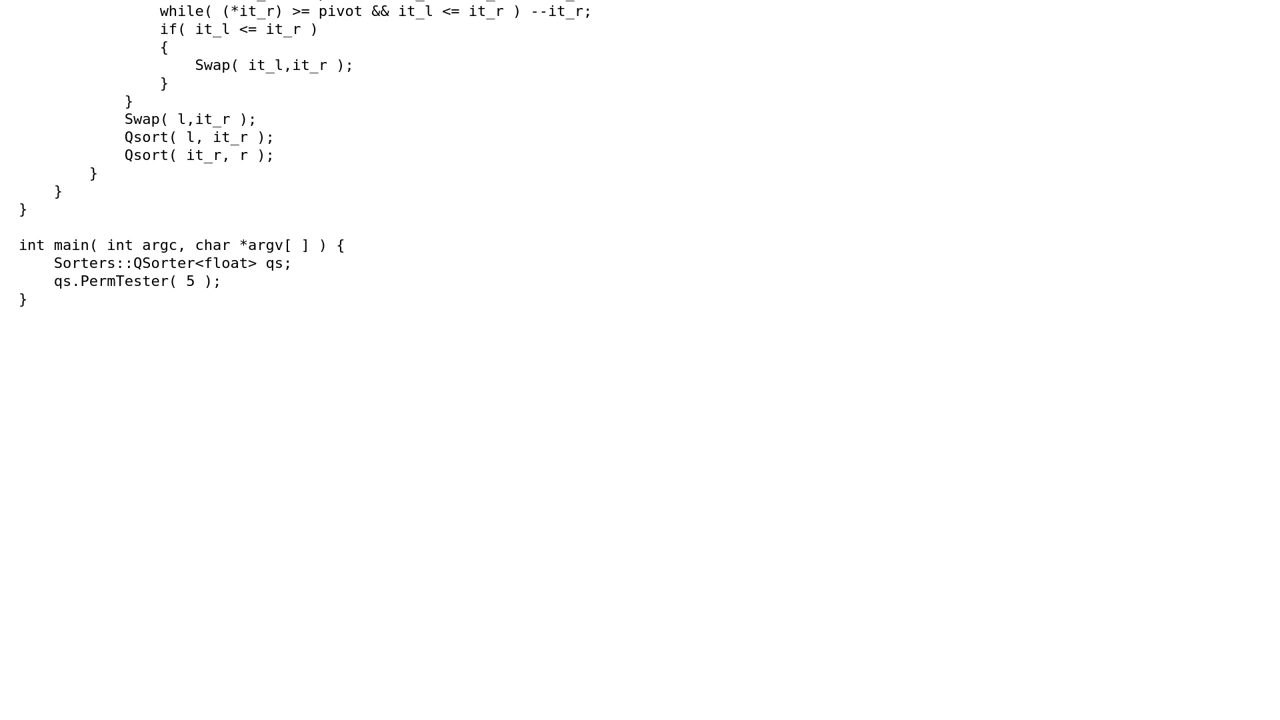 while( (*it_r) >= pivot && it_l <= it_r ) --it_r;
if( it_l <= it_r )
{
Swap( it_l,it_r );
}
}
Swap( l,it_r );
Qsort( l, it_r );
Qsort( it_r, r );
}
}
}
int main( int argc, char *argv[ ] ) {
Sorters::QSorter<float> qs;
qs.PermTester( 5 );
}